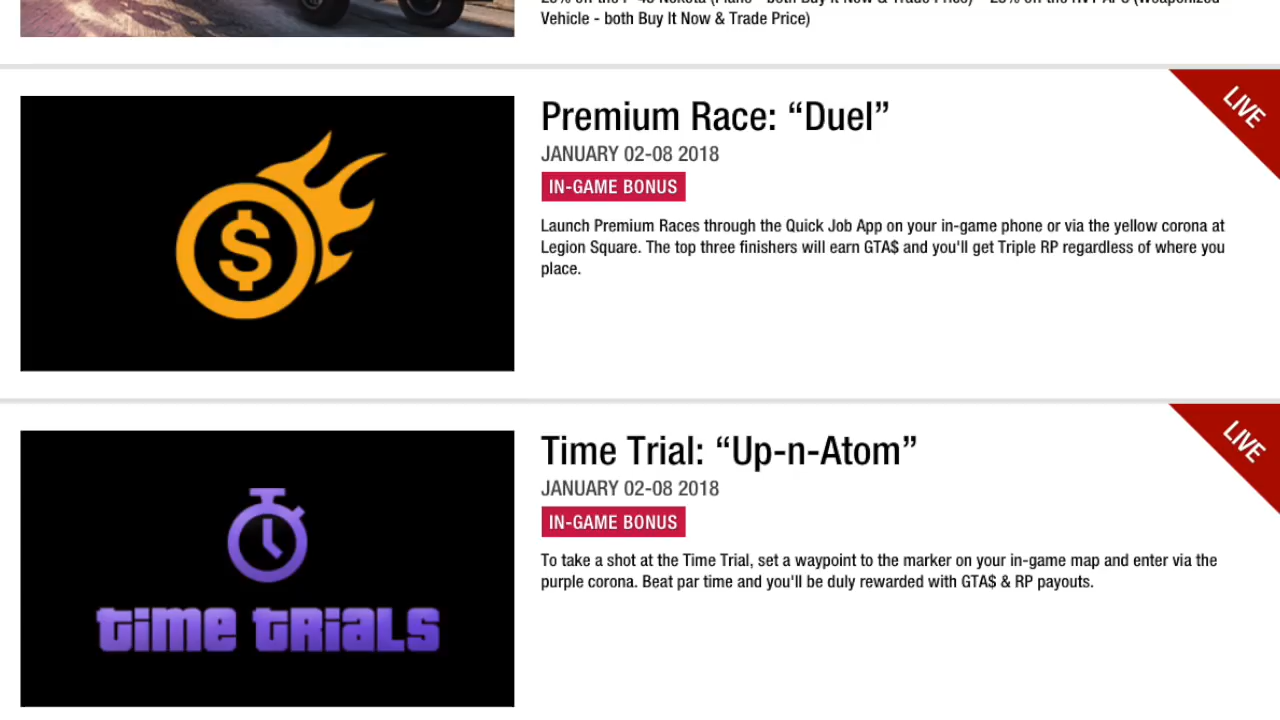 Vehicle - both Buy It Now & Trade Price)
LIVE
Premium Race: “Duel”
JANUARY 02-08 2018
IN-GAME BONUS
Launch Premium Races through the Quick Job App on your in-game phone or via the yellow corona at
Legion Square. The top three finishers will earn GTA$ and you'll get Triple RP regardless of where you
place.
$
LIVE
Time Trial: “Up-n-Atom”
JANUARY 02-08 2018
IN-GAME BONUS
To take a shot at the Time Trial, set a waypoint to the marker on your in-game map and enter via the
purple corona. Beat par time and you'll be duly rewarded with GTA$ & RP payouts.
time tRiaLS